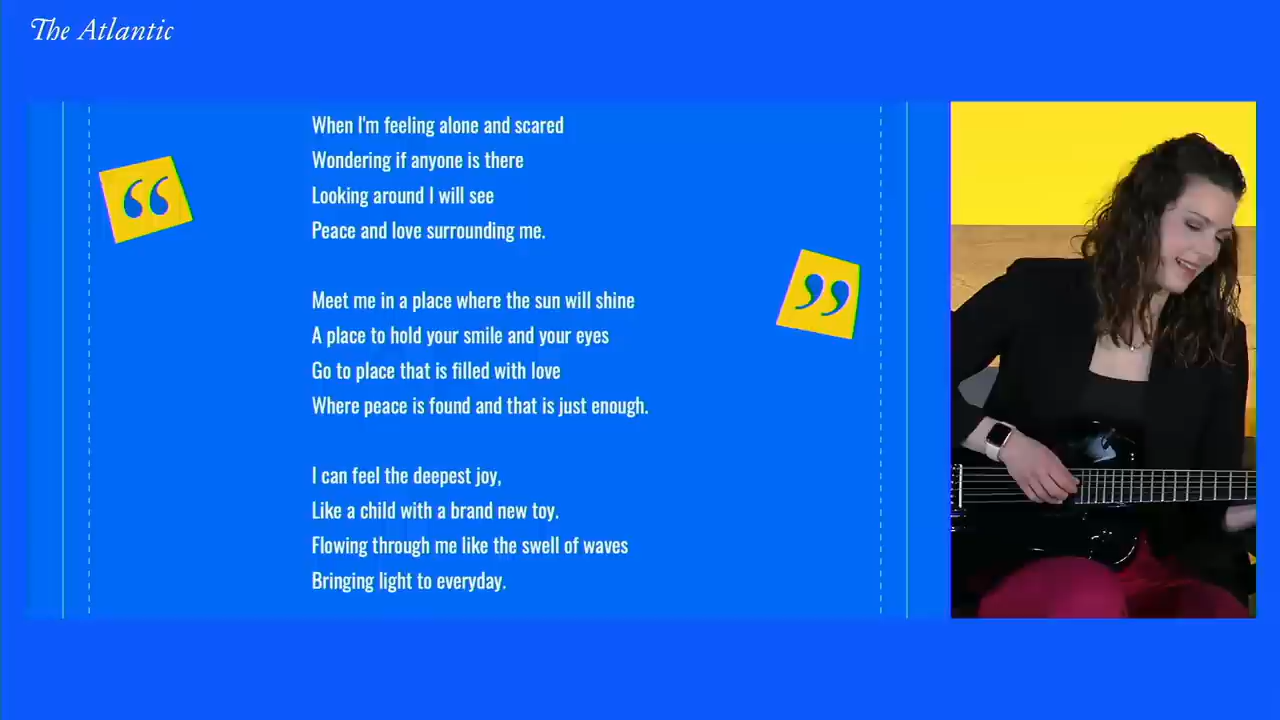 The Atlantic
When I'm feeling alone and scared
Wondering if anyone is there
Looking around I will see
Peace and love surrounding me.
Meet me in a place where the sun will shine
A place to hold your smile and your eyes
Go to place that is filled with love
Where peace is found and that is just enough.
I can feel the deepest joy,
Like a child with a brand new toy.
Flowing through me like the swell of waves
Bringing light to everyday.